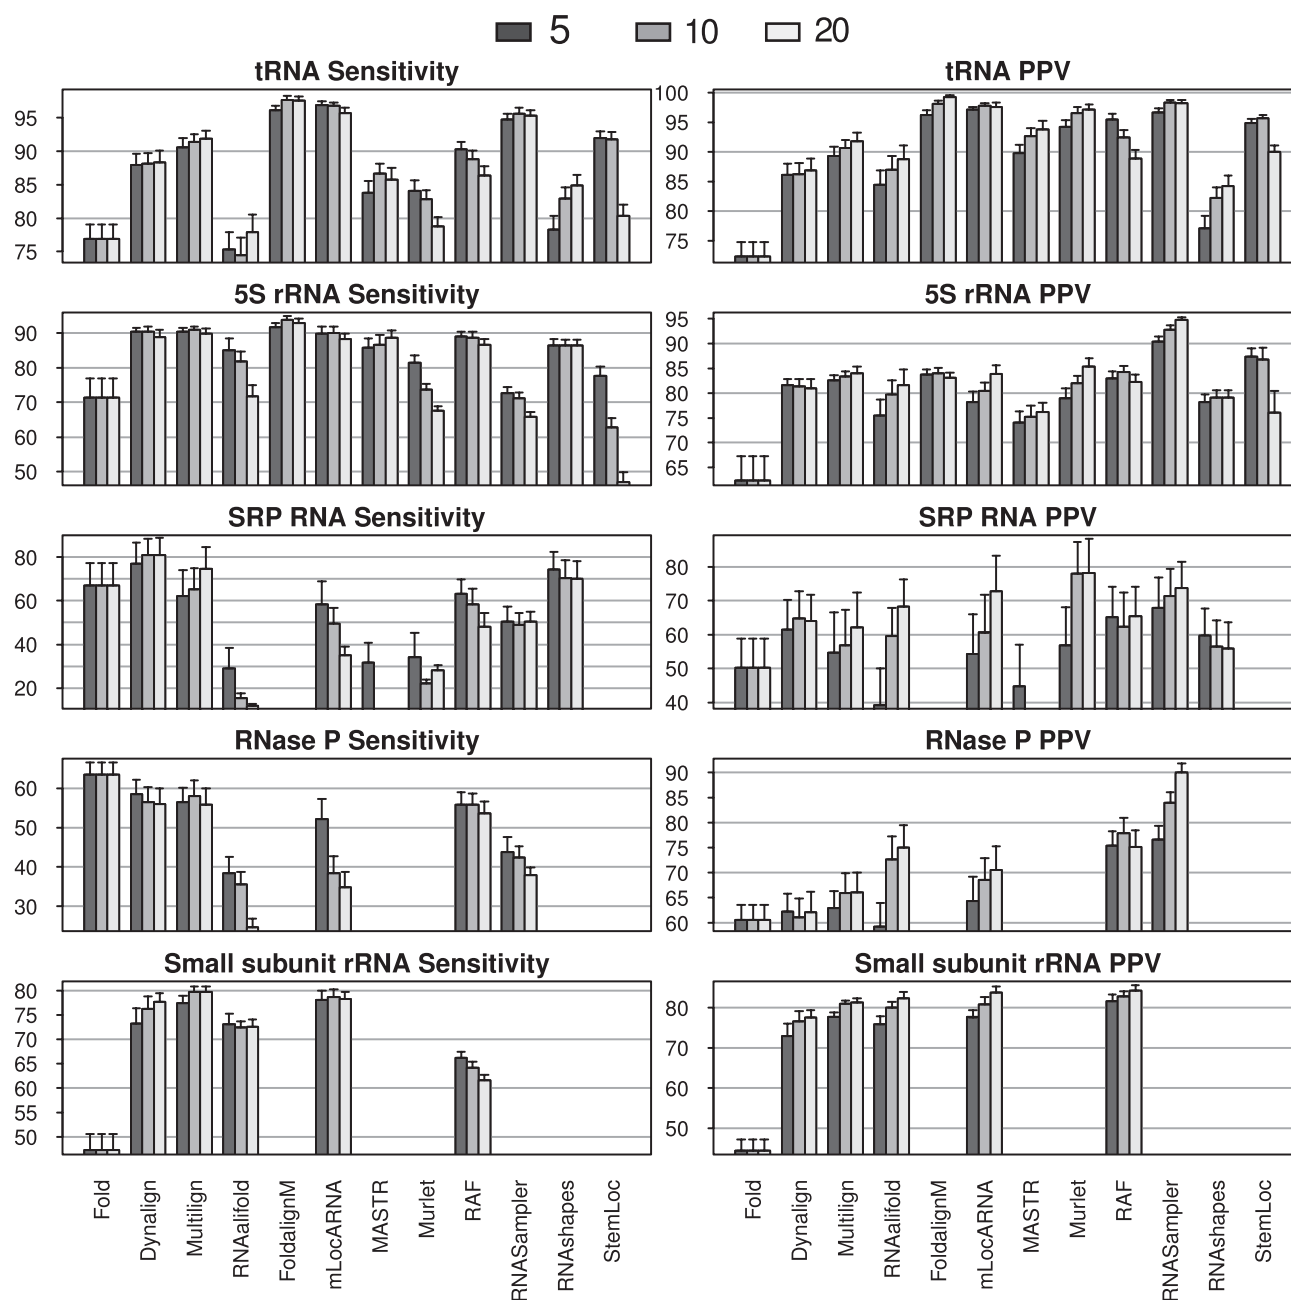 5 10 20
tRNA Sensitivity
95
90
85
80
75
tRNA PPV
100
95
90
85
80
75
5S rRNA Sensitivity
90
80
70
60
50
5S rRNA PPV
95
90
85
80
75
70
65
SRP RNA Sensitivity
80
60
40
20
SRP RNA PPV
80
70
60
50
40
RNase P Sensitivity
60
50
40
30
RNase P PPV
90
85
80
75
70
65
60
Small subunit rRNA Sensitivity
80
75
70
65
60
55
50
Small subunit rRNA PPV
80
70
60
50
Fold
Dynalign
Multilign
RNAalifold
FoldalignM
mLocARNA
MASTR
Murlet
RAF
RNASampler
RNAshapes
StemLoc
Fold
Dynalign
Multilign
RNAalifold
FoldalignM
mLocARNA
MASTR
Murlet
RAF
RNASampler
RNAshapes
StemLoc